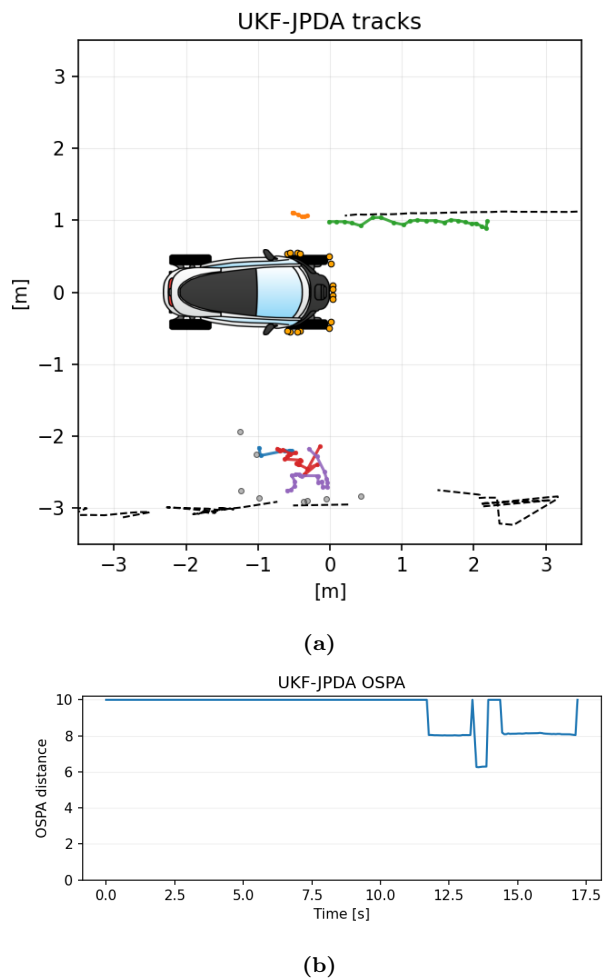 UKF-JPDA tracks
3
2
1
0
−1
−2
−3
[m]
−3 −2 −1 0 1 2 3
[m]
(a)
UKF-JPDA OSPA
10
8
6
4
2
0
OSPA distance
0.0 2.5 5.0 7.5 10.0 12.5 15.0 17.5
Time [s]
(b)